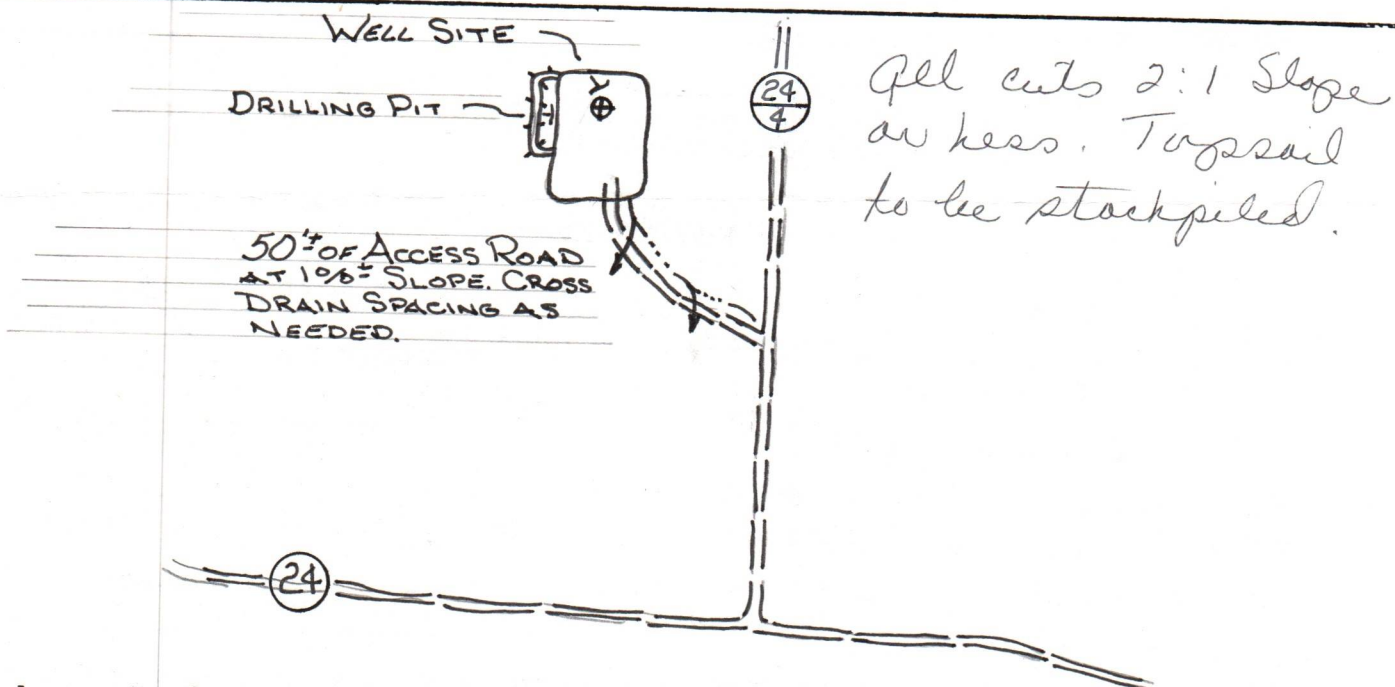 WELL SITE
DRILLING PIT
24
4
All cuts 2:1 Slope
or less. Topsoil
to be stockpiled.
50'± OF ACCESS ROAD
AT 1%± SLOPE. CROSS
DRAIN SPACING AS
NEEDED.
24